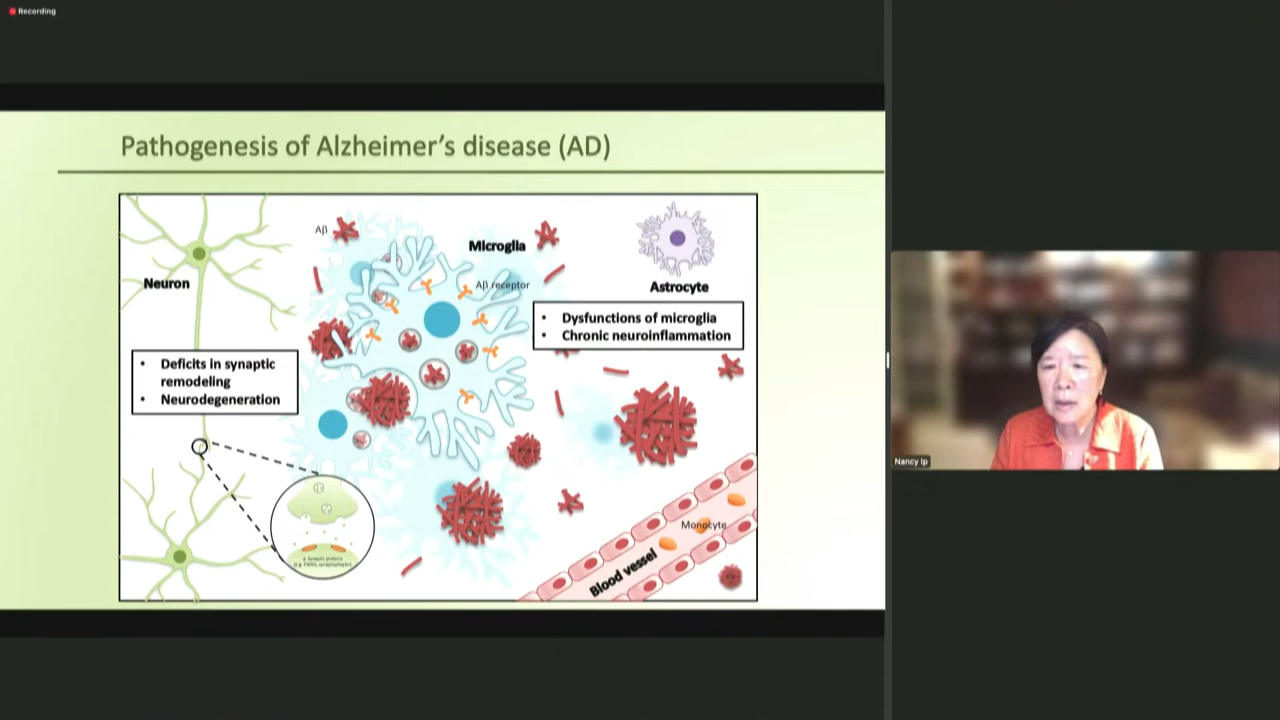 Recording
Pathogenesis of Alzheimer's disease (AD)
Aβ
Microglia
Neuron
Aβ receptor
Astrocyte
• Dysfunctions of microglia
• Chronic neuroinflammation
• Deficits in synaptic
remodeling
• Neurodegeneration
Monocyte
Blood vessel
Nancy Ip